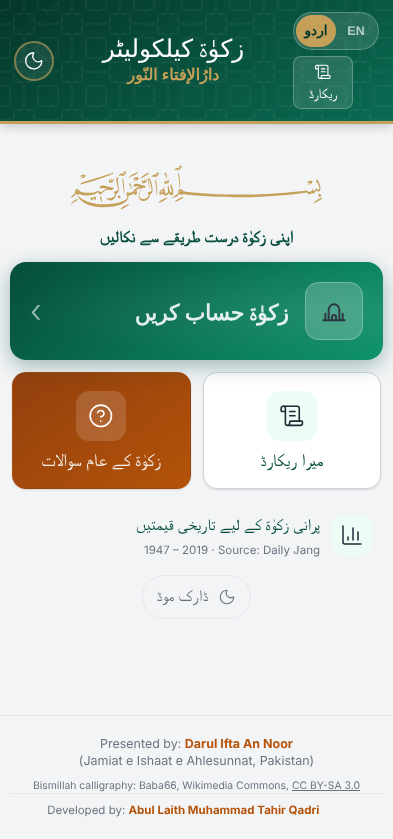 اردو EN
ریکارڈ
زکوٰۃ کیلکولیٹر
دارُالإفتاء النّور
بِسْمِ اللهِ الرَّحْمٰنِ الرَّحِيْمِ
اپنی زکوٰۃ درست طریقے سے نکالیں
زکوٰۃ حساب کریں
میرا ریکارڈ
زکوٰۃ کے عام سوالات
پرانی زکوٰۃ کے لیے تاریخی قیمتیں
1947 – 2019 · Source: Daily Jang
ڈارک موڈ
Presented by: Darul Ifta An Noor
(Jamiat e Ishaat e Ahlesunnat, Pakistan)
Bismillah calligraphy: Baba66, Wikimedia Commons, CC BY-SA 3.0
Developed by: Abul Laith Muhammad Tahir Qadri